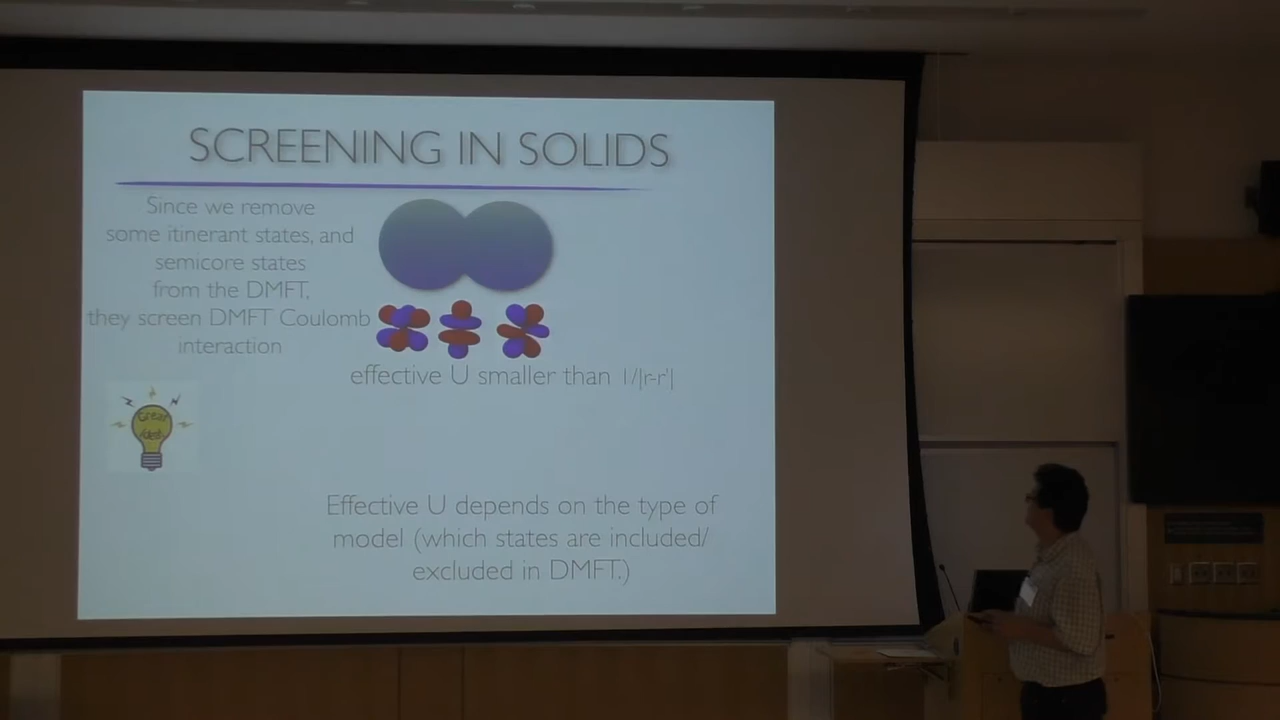 SCREENING IN SOLIDS
Since we remove
some itinerant states, and
semicore states
from the DMFT,
they screen DMFT Coulomb
interaction
effective U smaller than 1/|r-r'|
Great
Idea
Effective U depends on the type of
model (which states are included/
excluded in DMFT.)